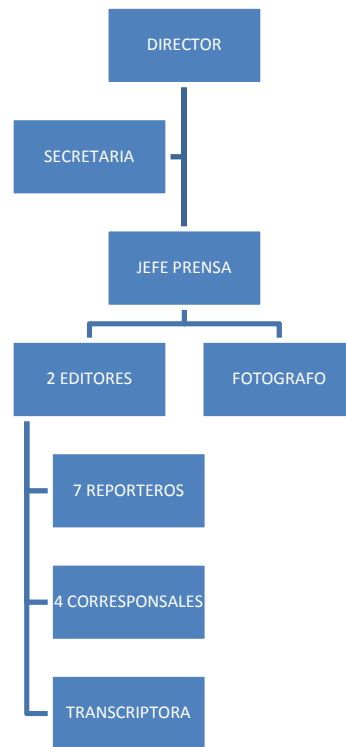 DIRECTOR
SECRETARIA
JEFE PRENSA
2 EDITORES
FOTOGRAFO
7 REPORTEROS
4 CORRESPONSALES
TRANSCRIPTORA